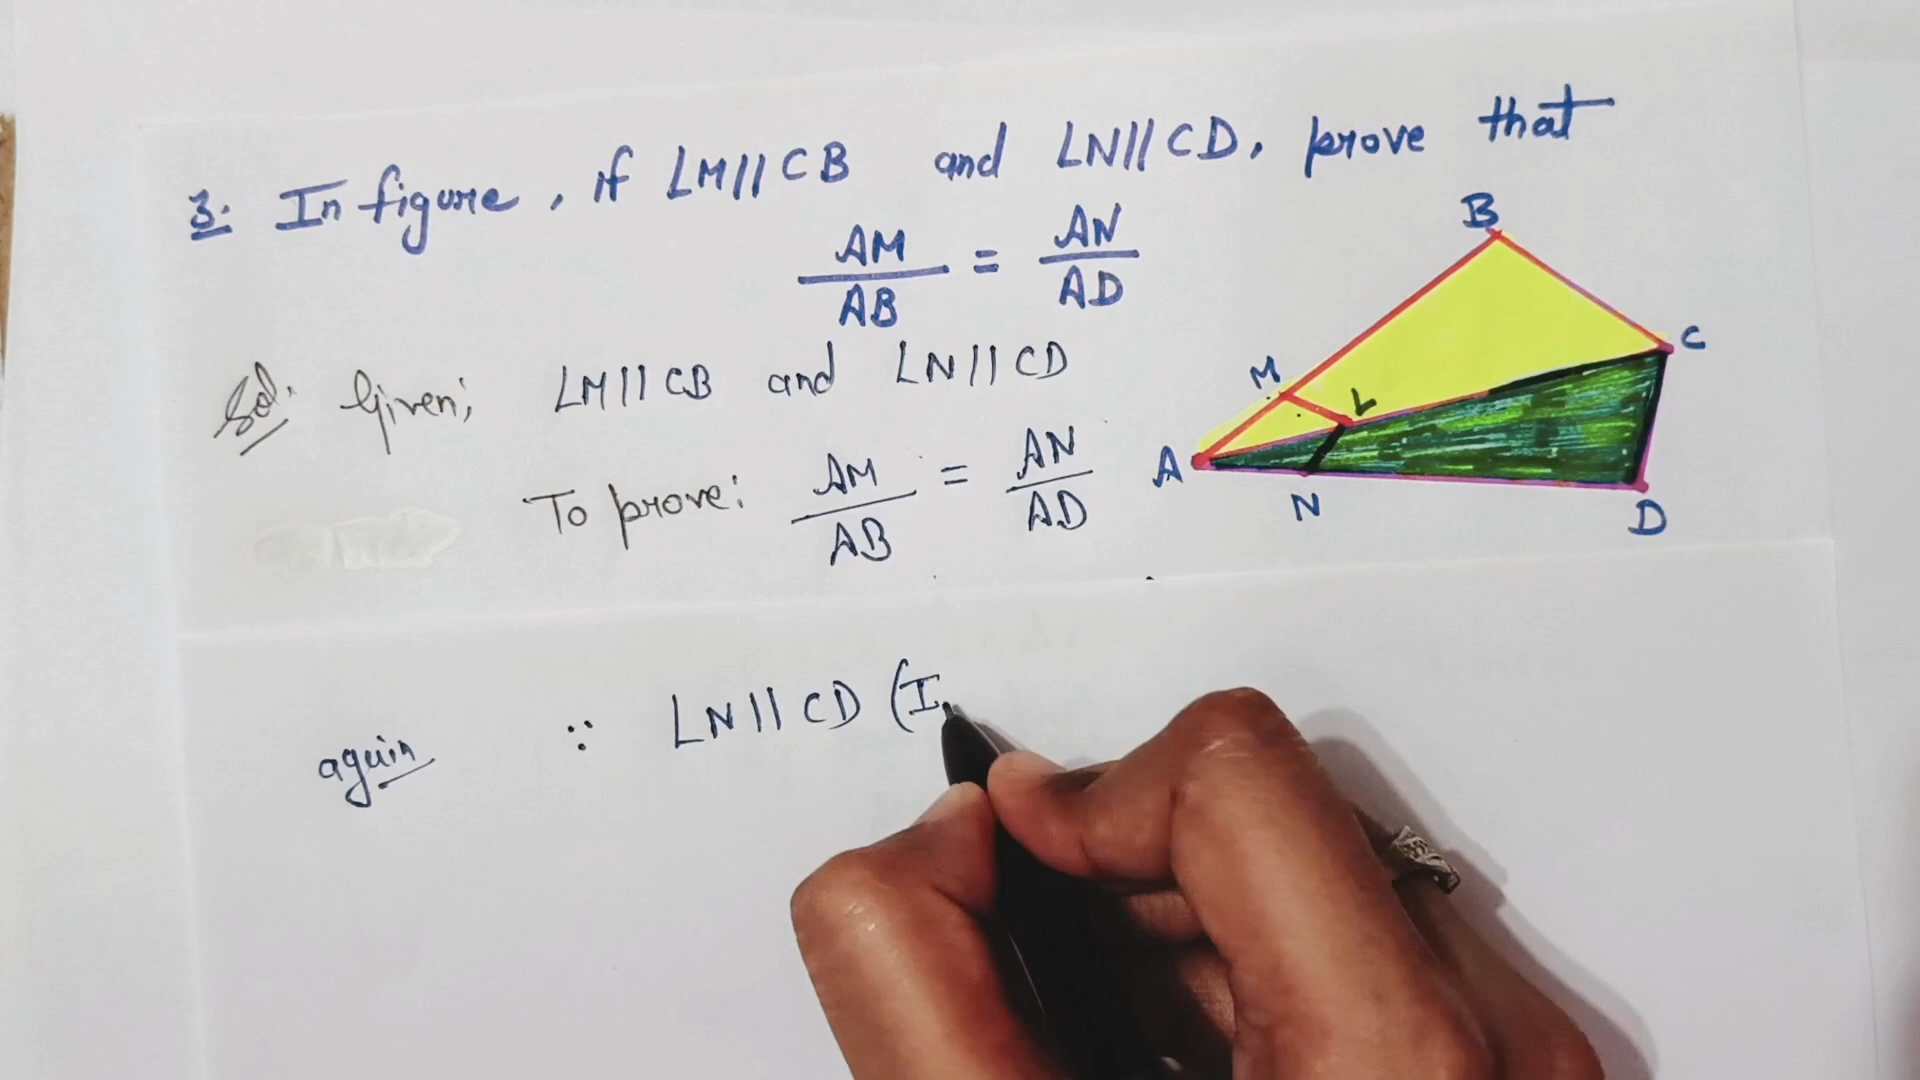 3. In figure, if LM||CB and LN||CD, prove that
AM/AB = AN/AD
Sol. Given; LM||CB and LN||CD
To prove: AM/AB = AN/AD
B
C
M
L
A
N
D
again ∵ LN||CD (I